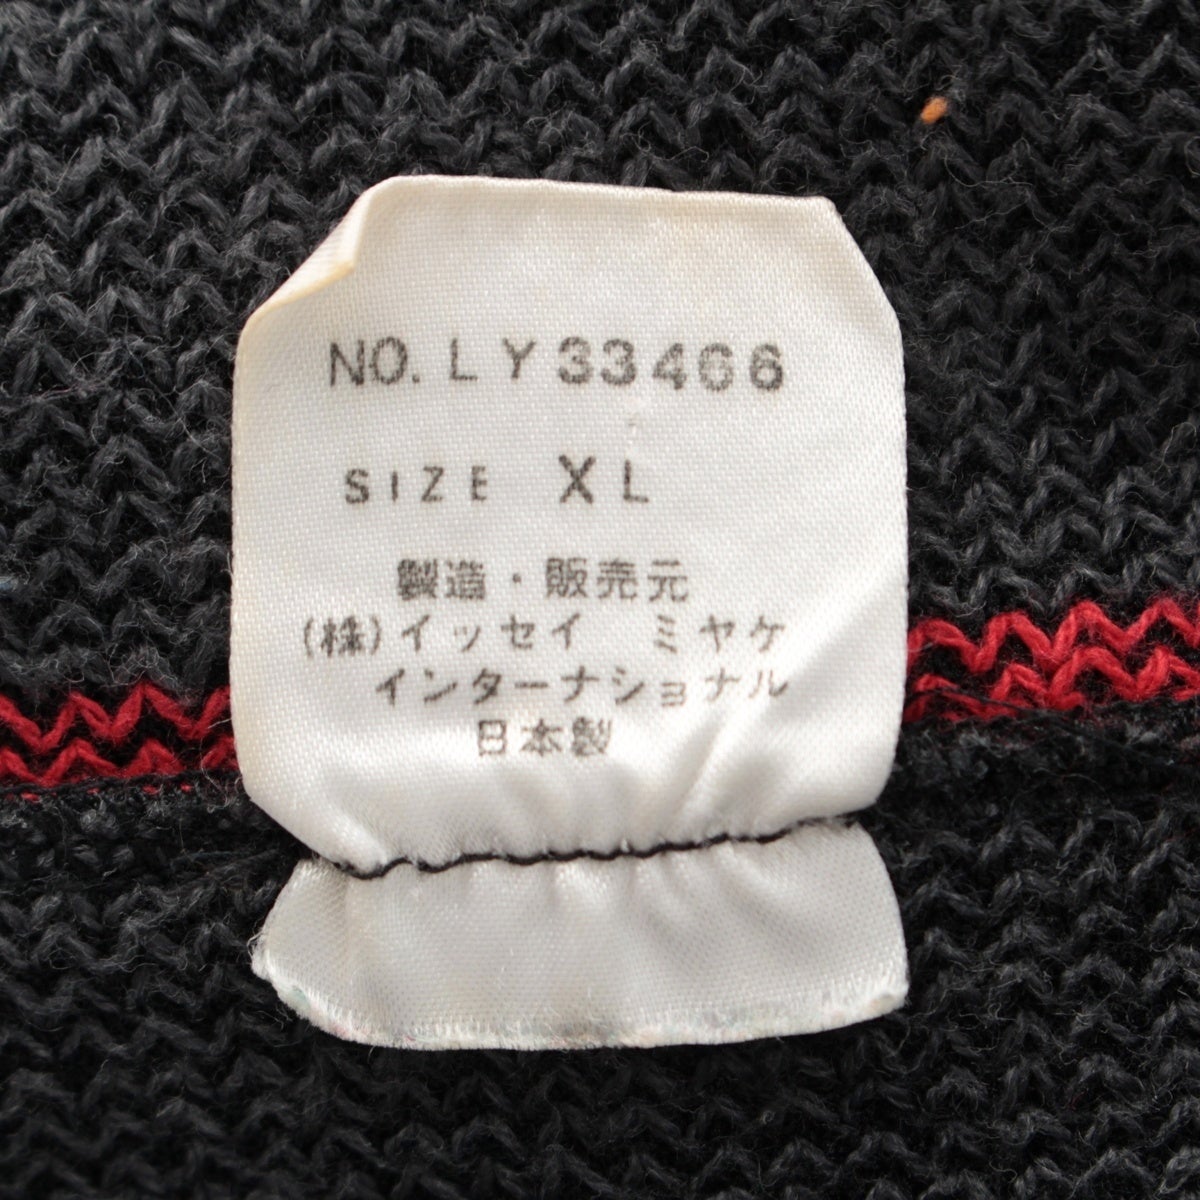 NO. LY33466
SIZE XL
製造・販売元
(株)イッセイ ミヤケ
インターナショナル
日本製